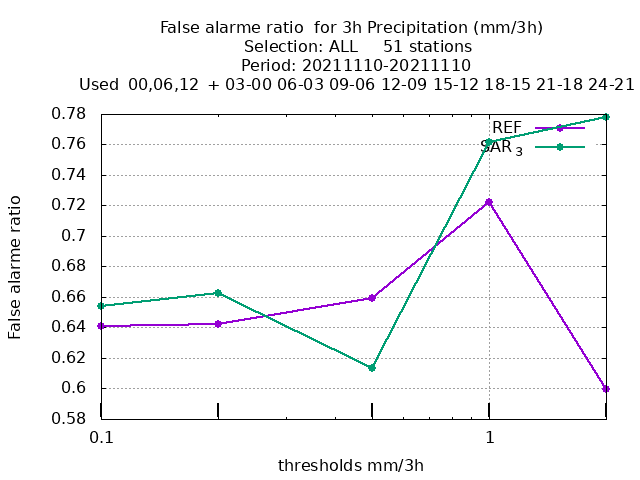 False alarme ratio  for 3h Precipitation (mm/3h)
Selection: ALL     51 stations
Period: 20211110-20211110
Used  00,06,12  + 03-00 06-03 09-06 12-09 15-12 18-15 21-18 24-21
0.78
0.76
0.74
0.72
0.7
0.68
0.66
0.64
0.62
0.6
0.58
False alarme ratio
REF
SAR 3
0.1
1
thresholds mm/3h